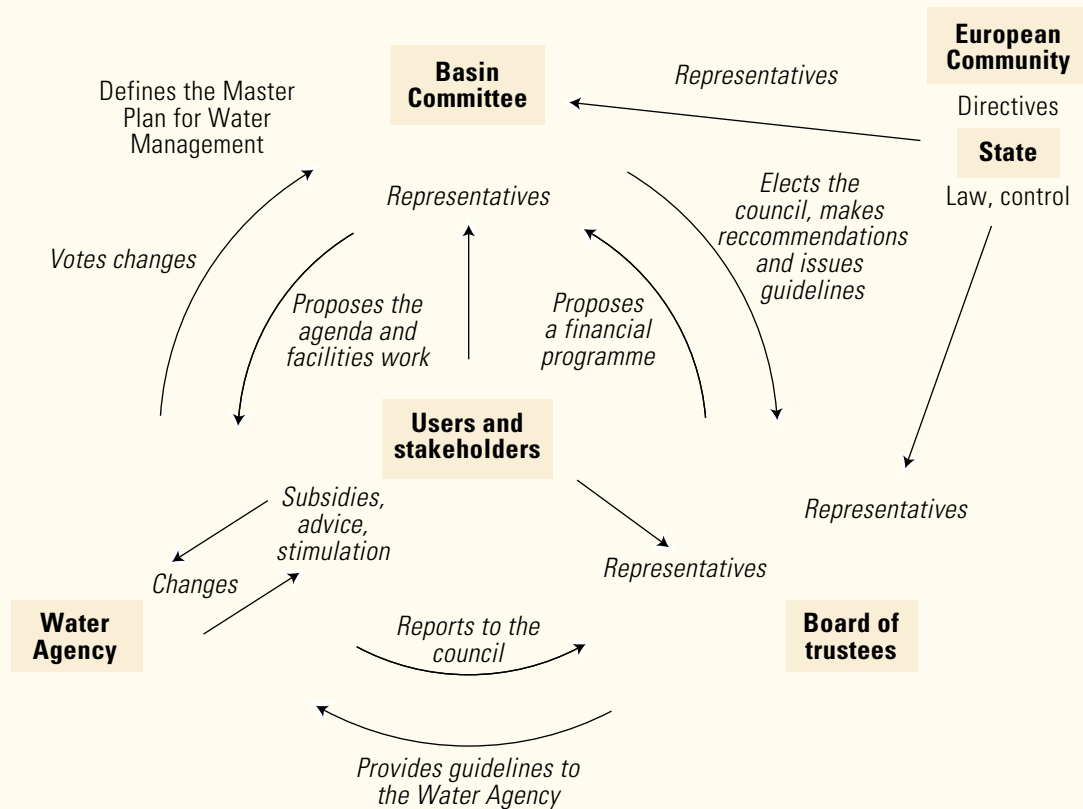 European
Community
Directives
State
Law, control
Basin
Committee
Representatives
Defines the Master
Plan for Water
Management
Representatives
Elects the
council, makes
reccommendations
and issues
guidelines
Votes changes
Proposes the
agenda and
facilities work
Proposes
a financial
programme
Users and
stakeholders
Subsidies,
advice,
stimulation
Representatives
Representatives
Changes
Water
Agency
Reports to the
council
Board of
trustees
Provides guidelines to
the Water Agency